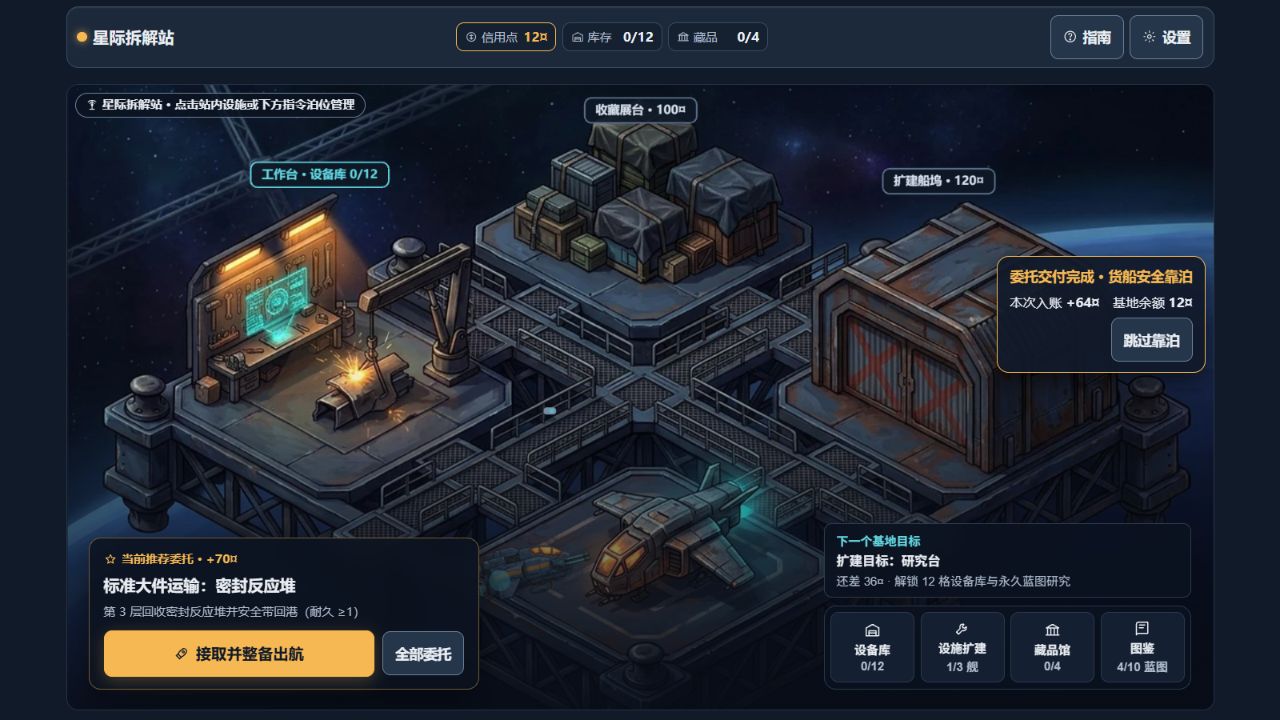 星际拆解站
信用点 12¤
库存 0/12
藏品 0/4
指南
设置
星际拆解站 • 点击站内设施或下方指令泊位管理
收藏展台 • 100¤
工作台 • 设备库 0/12
扩建船坞 • 120¤
委托交付完成 • 货船安全靠泊
本次入账 +64¤ 基地余额 12¤
跳过靠泊
当前推荐委托 • +70¤
标准大件运输：密封反应堆
第 3 层回收密封反应堆并安全带回港（耐久 ≥1）
接取并整备出航
全部委托
下一个基地目标
扩建目标：研究台
还差 36¤ · 解锁 12 格设备库与永久蓝图研究
设备库
0/12
设施扩建
1/3 舰
藏品馆
0/4
图鉴
4/10 蓝图